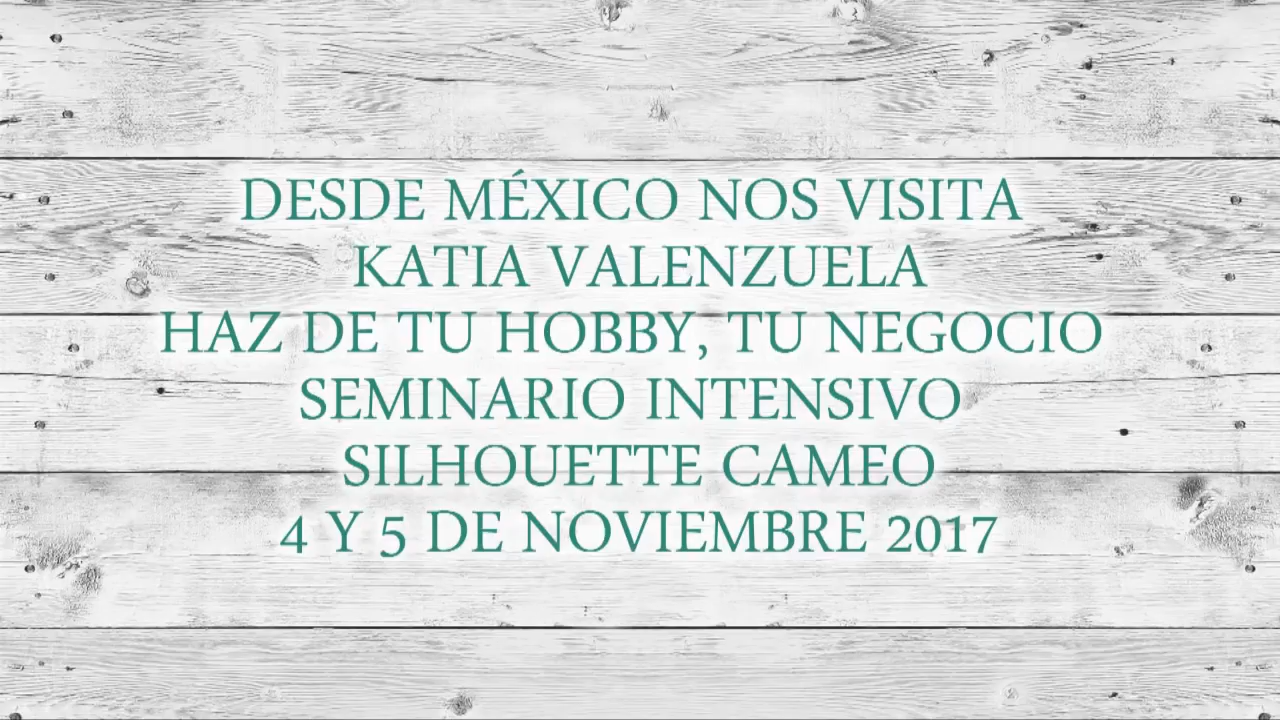 DESDE MÉXICO NOS VISITA
KATIA VALENZUELA
HAZ DE TU HOBBY, TU NEGOCIO
SEMINARIO INTENSIVO
SILHOUETTE CAMEO
4 Y 5 DE NOVIEMBRE 2017